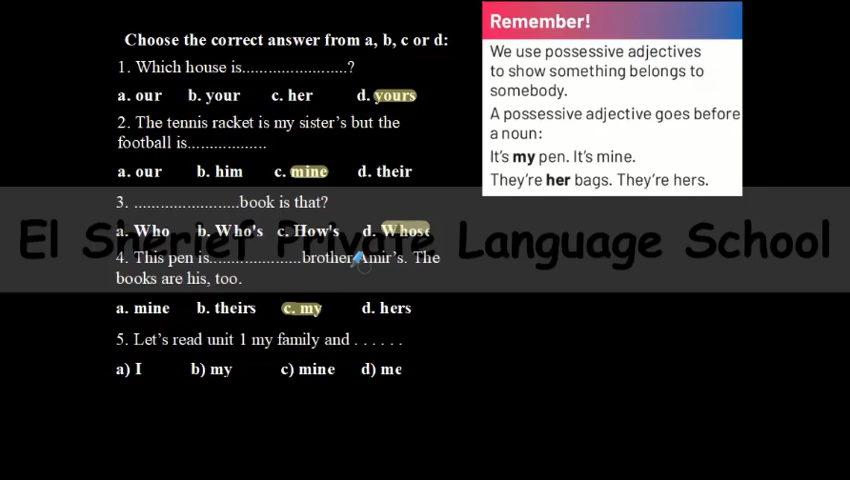 Choose the correct answer from a, b, c or d:
1. Which house is........................?
a. our b. your c. her d. yours
2. The tennis racket is my sister's but the
football is..................
a. our b. him c. mine d. their
3. ........................book is that?
a. Who b. Who's c. How's d. Whose
4. This pen is.....................brother Amir's. The
books are his, too.
a. mine b. theirs c. my d. hers
5. Let's read unit 1 my family and . . . . . .
a) I b) my c) mine d) me
Remember!
We use possessive adjectives
to show something belongs to
somebody.
A possessive adjective goes before
a noun:
It's my pen. It's mine.
They're her bags. They're hers.
El Sherief Private Language School